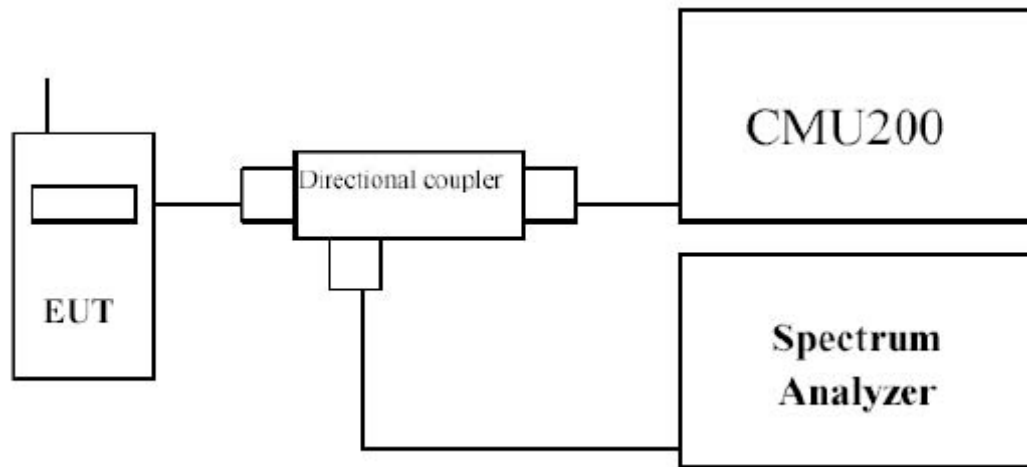 CMU200
Directional coupler
EUT
Spectrum
Analyzer